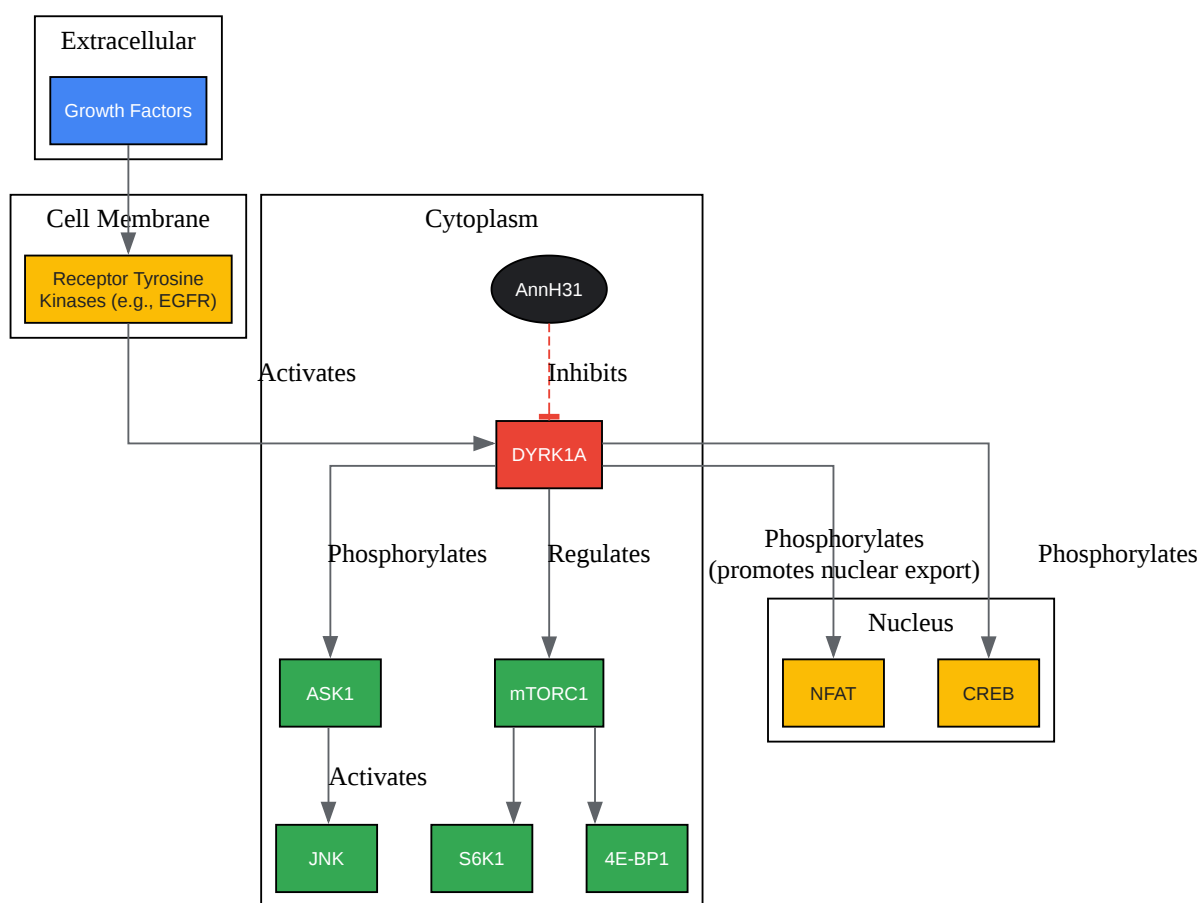 Extracellular
Growth Factors
Cell Membrane
Receptor Tyrosine
Kinases (e.g., EGFR)
Cytoplasm
AnnH31
Activates
Inhibits
DYRK1A
Phosphorylates
Regulates
Phosphorylates
(promotes nuclear export)
Phosphorylates
Nucleus
ASK1
mTORC1
NFAT
CREB
Activates
JNK
S6K1
4E-BP1